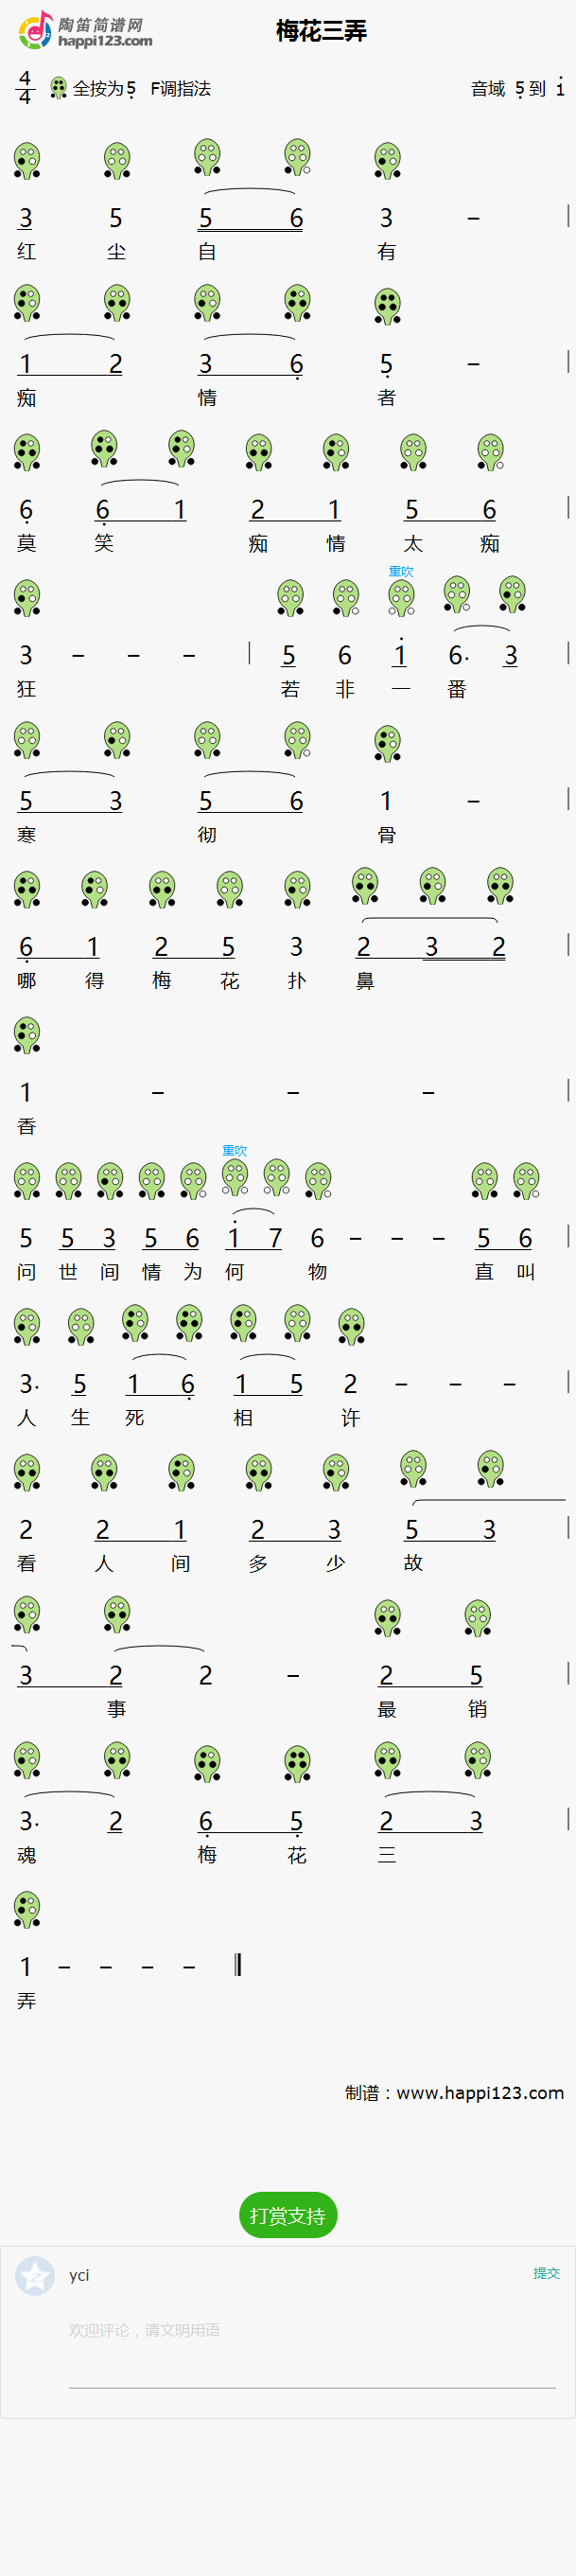 陶笛简谱网
happi123.com
梅花三弄
4/4 全按为5̣ F调指法 音域 5̣ 到 1̇
3 5 5 6 3 – |
红 尘 自 有
1 2 3 6̣ 5̣ – |
痴 情 者
6̣ 6̣ 1 2 1 5 6 |
莫 笑 痴 情 太 痴
重吹
3 – – – | 5 6 1̇ 6· 3 |
狂 若 非 一 番
5 3 5 6 1 – |
寒 彻 骨
6̣ 1 2 5 3 2 3 2 |
哪 得 梅 花 扑 鼻
1 – – – |
香
重吹
5 5 3 5 6 1̇ 7 6 – – – 5 6 |
问 世 间 情 为 何 物 直 叫
3· 5 1 6̣ 1 5 2 – – – |
人 生 死 相 许
2 2 1 2 3 5 3 |
看 人 间 多 少 故
3 2 2 – 2 5 |
事 最 销
3· 2 6̣ 5̣ 2 3 |
魂 梅 花 三
1 – – – – ‖
弄
制谱：www.happi123.com
打赏支持
yci 提交
欢迎评论，请文明用语